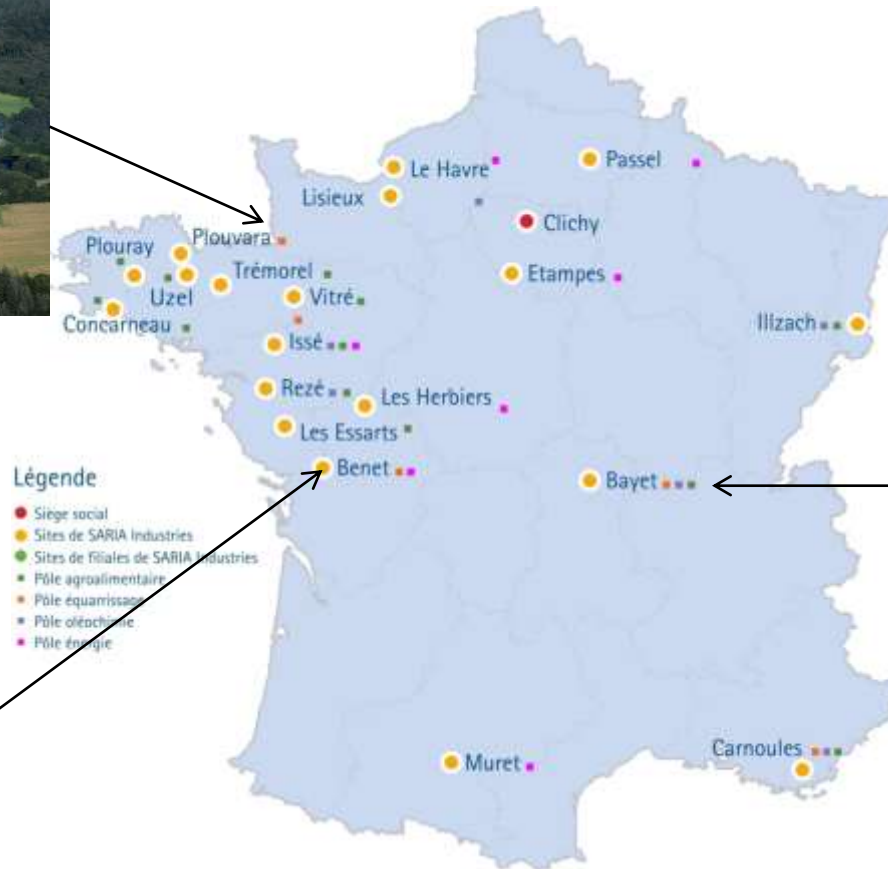 Le Havre
Passel
Lisieux
Clichy
Plouvara
Plouray
Trémorel
Etampes
Uzel
Vitré
Concarneau
Illzach
Issé
Rezé
Les Herbiers
Les Essarts
Benet
Bayet
Légende
Siège social
Sites de SARIA Industries
Sites de filiales de SARIA Industries
Pôle agroalimentaire
Pôle équarrissage
Pôle oléochimie
Pôle énergie
Carnoules
Muret